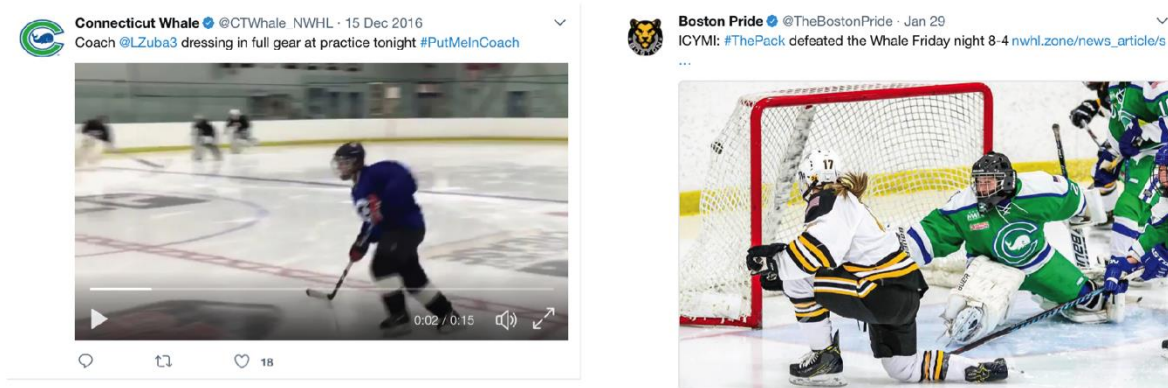 Connecticut Whale @CTWhale_NWHL · 15 Dec 2016
Coach @LZuba3 dressing in full gear at practice tonight #PutMeInCoach
0:02 / 0:15
18
Boston Pride @TheBostonPride · Jan 29
ICYMI: #ThePack defeated the Whale Friday night 8-4 nwhl.zone/news_article/s
...
17